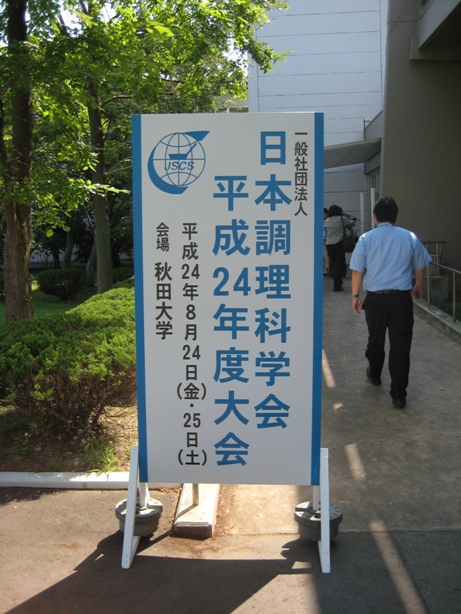 一般社団法人
日本調理科学会
平成24年度大会
平成24年8月24日(金)・25日(土)
会場 秋田大学
JSCS